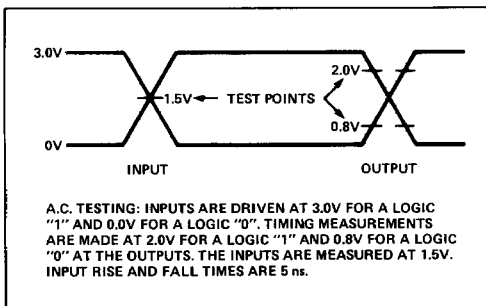 3.0V
2.0V
1.5V TEST POINTS
0.8V
0V
INPUT OUTPUT
A.C. TESTING: INPUTS ARE DRIVEN AT 3.0V FOR A LOGIC
"1" AND 0.0V FOR A LOGIC "0". TIMING MEASUREMENTS
ARE MADE AT 2.0V FOR A LOGIC "1" AND 0.8V FOR A LOGIC
"0" AT THE OUTPUTS. THE INPUTS ARE MEASURED AT 1.5V.
INPUT RISE AND FALL TIMES ARE 5 ns.